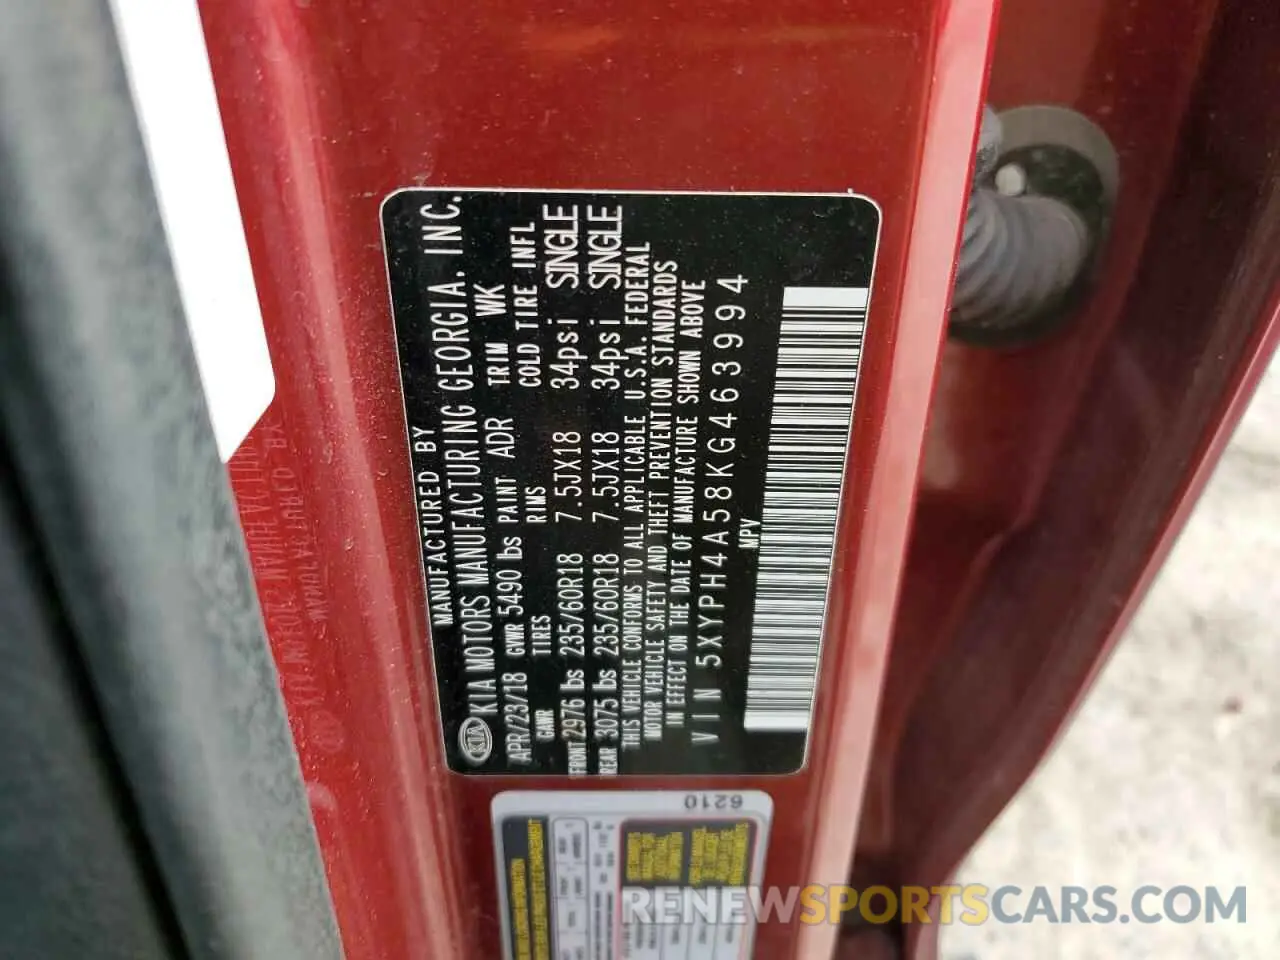 MANUFACTURED BY
KIA KIA MOTORS MANUFACTURING GEORGIA, INC.
APR/23/18 GVWR 5490 lbs PAINT ADR TRIM WK
GAWR TIRES RIMS COLD TIRE INFL
FRONT 2976 lbs 235/60R18 7.5JX18 34psi SINGLE
REAR 3075 lbs 235/60R18 7.5JX18 34psi SINGLE
THIS VEHICLE CONFORMS TO ALL APPLICABLE U.S.A. FEDERAL
MOTOR VEHICLE SAFETY AND THEFT PREVENTION STANDARDS
IN EFFECT ON THE DATE OF MANUFACTURE SHOWN ABOVE
VIN 5XYPH4A58KG463994
MPV
6210
RENEWSPORTSCARS.COM